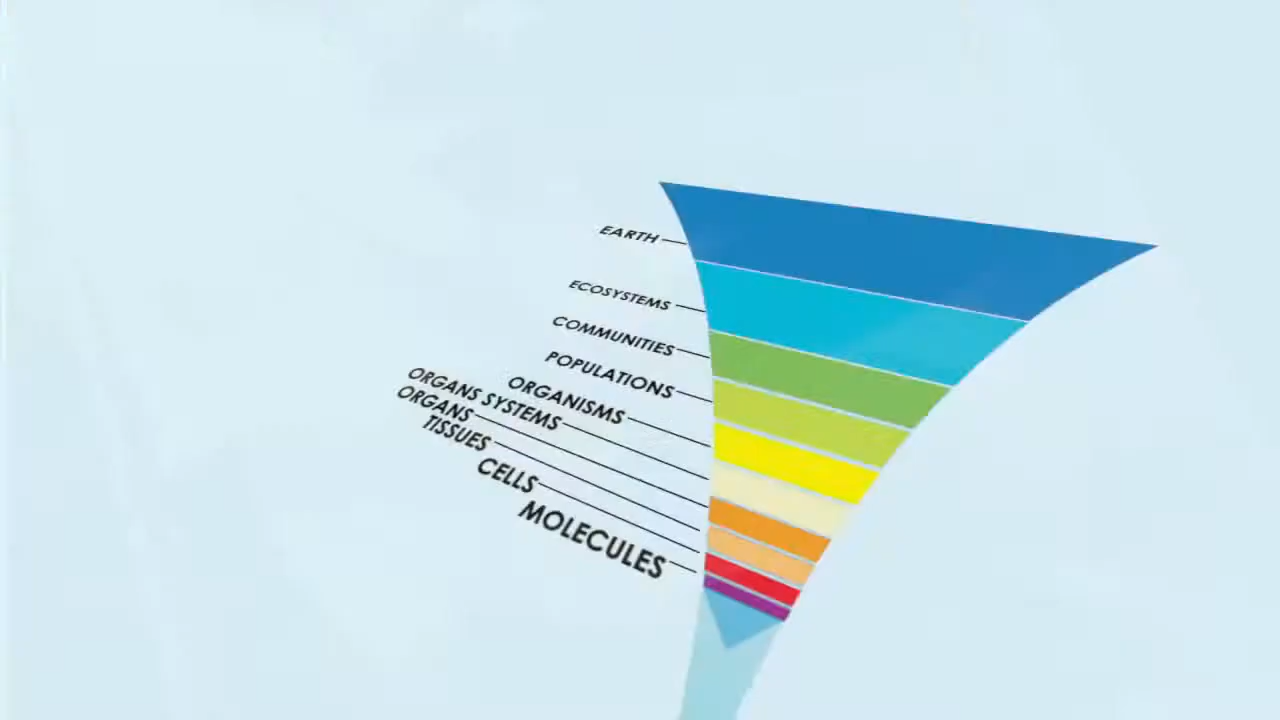 EARTH
ECOSYSTEMS
COMMUNITIES
POPULATIONS
ORGANISMS
ORGANS SYSTEMS
ORGANS
TISSUES
CELLS
MOLECULES